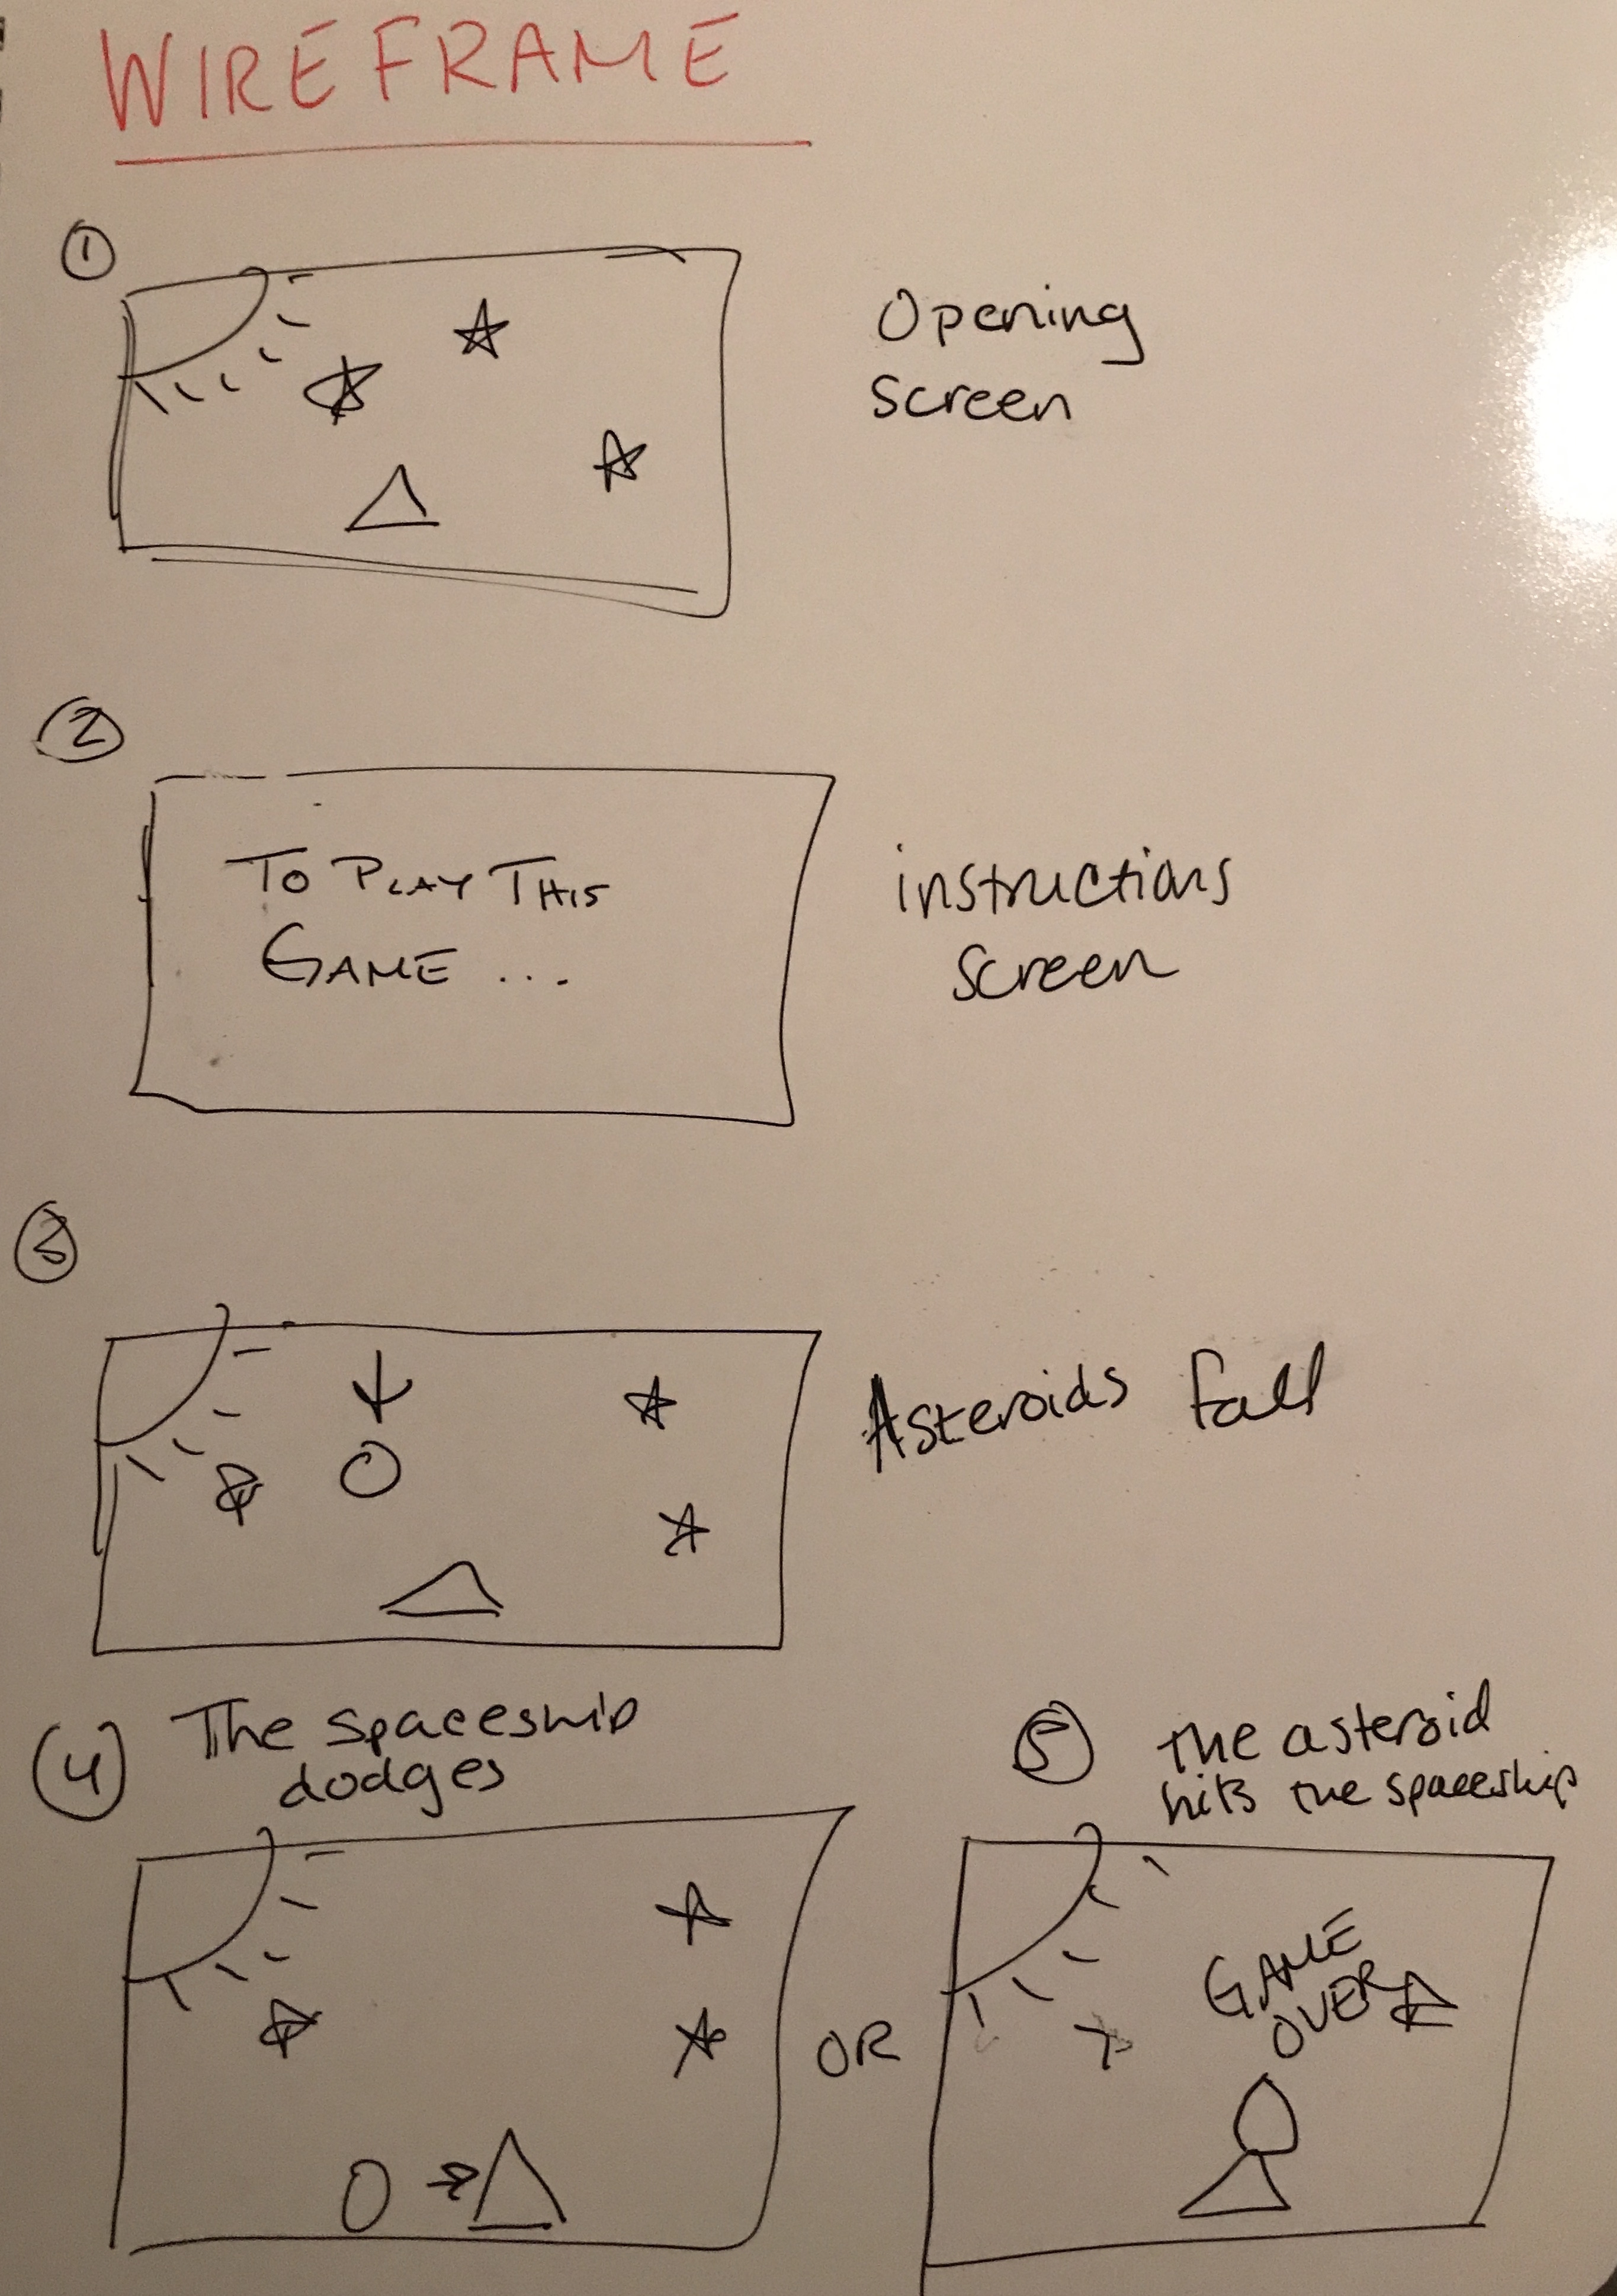 WIREFRAME
1
Opening
screen
2
TO PLAY THIS
GAME ...
instructions
screen
3
Asteroids fall
4 The spaceship
dodges
5 the asteroid
hits the spaceship
GAME
OVER
OR